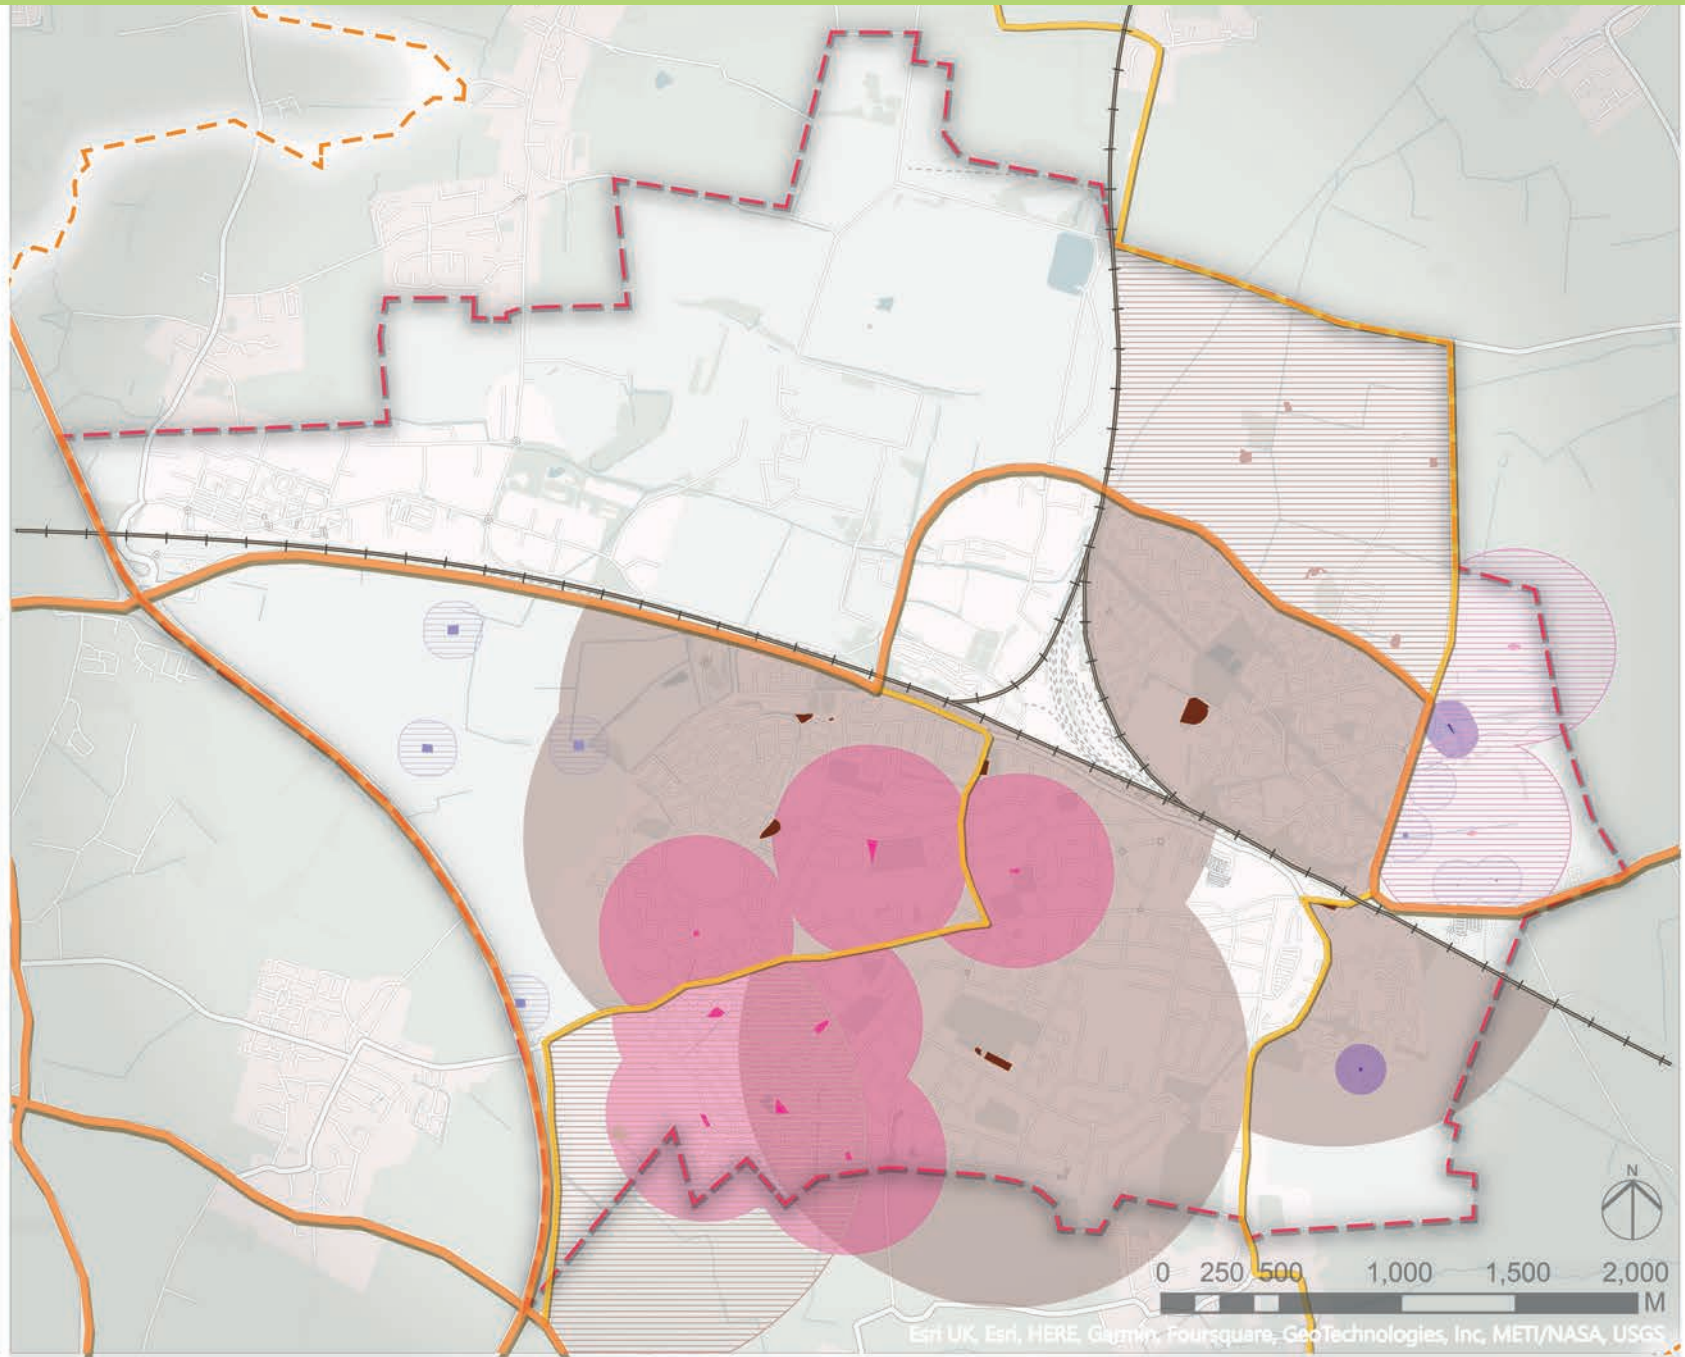 N
0 250 500 1,000 1,500 2,000
M
Esri UK, Esri, HERE, Garmin, Foursquare, GeoTechnologies, Inc, METI/NASA, USGS